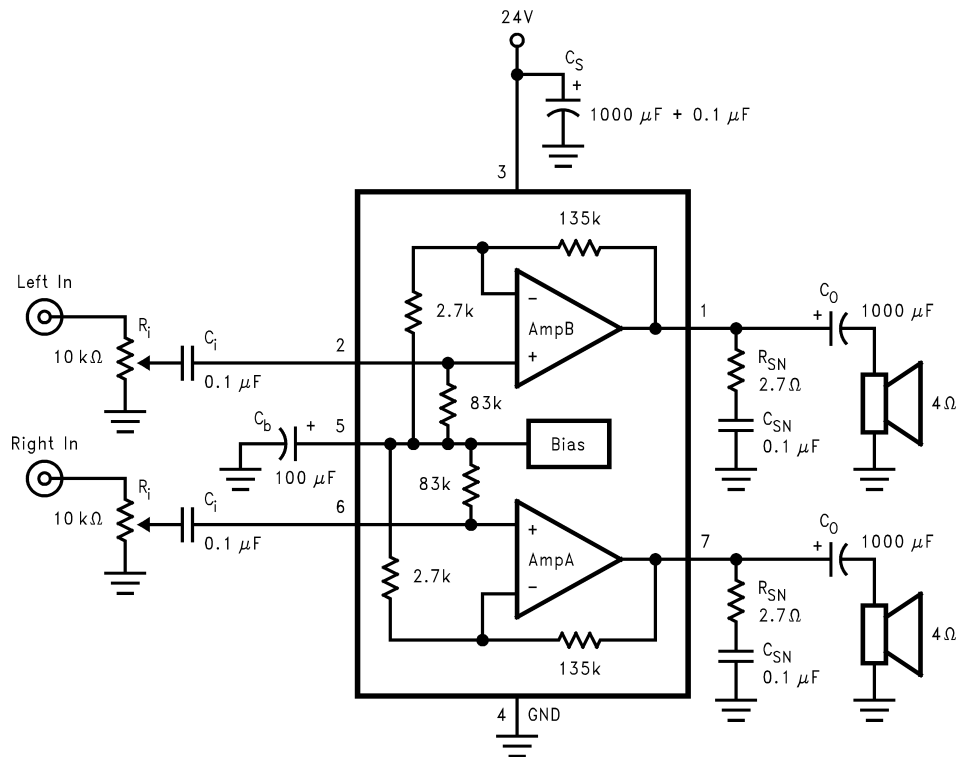 24V
C_S
+
1000 μF + 0.1 μF
3
135k
Left In
R_i
10 kΩ
C_i
0.1 μF
2
2.7k
−
AmpB
+
1
C_O
+
1000 μF
R_SN
2.7Ω
C_SN
0.1 μF
4Ω
83k
C_b
+
100 μF
5
Bias
Right In
R_i
10 kΩ
C_i
0.1 μF
6
83k
2.7k
+
AmpA
−
7
C_O
+
1000 μF
R_SN
2.7Ω
C_SN
0.1 μF
4Ω
135k
4 GND